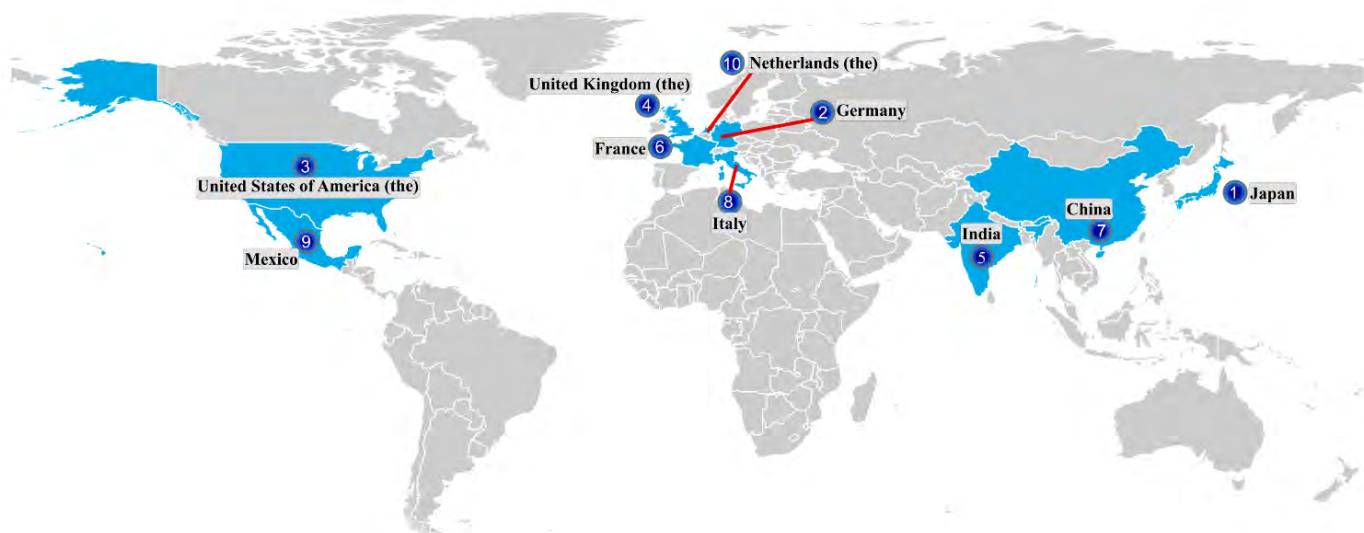 10 Netherlands (the)
United Kingdom (the)
4
2 Germany
France 6
3
United States of America (the)
8
Italy
1 Japan
China
7
India
5
9
Mexico